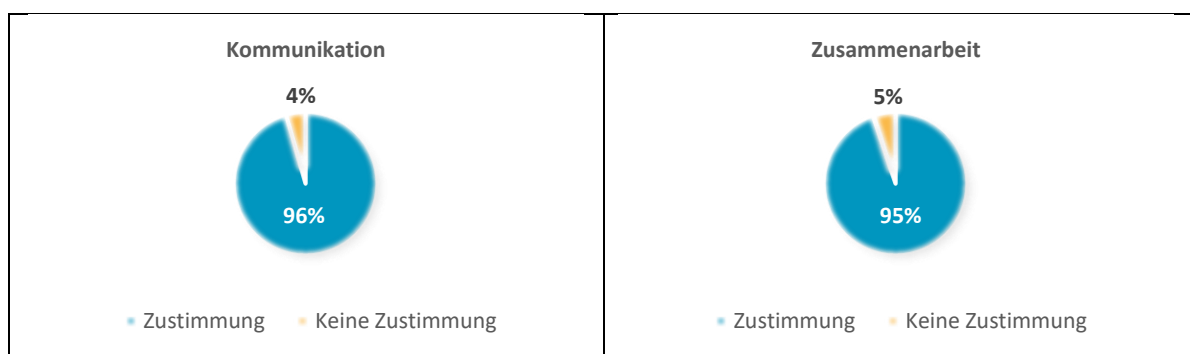 Kommunikation
4%
96%
Zustimmung Keine Zustimmung
Zusammenarbeit
5%
95%
Zustimmung Keine Zustimmung